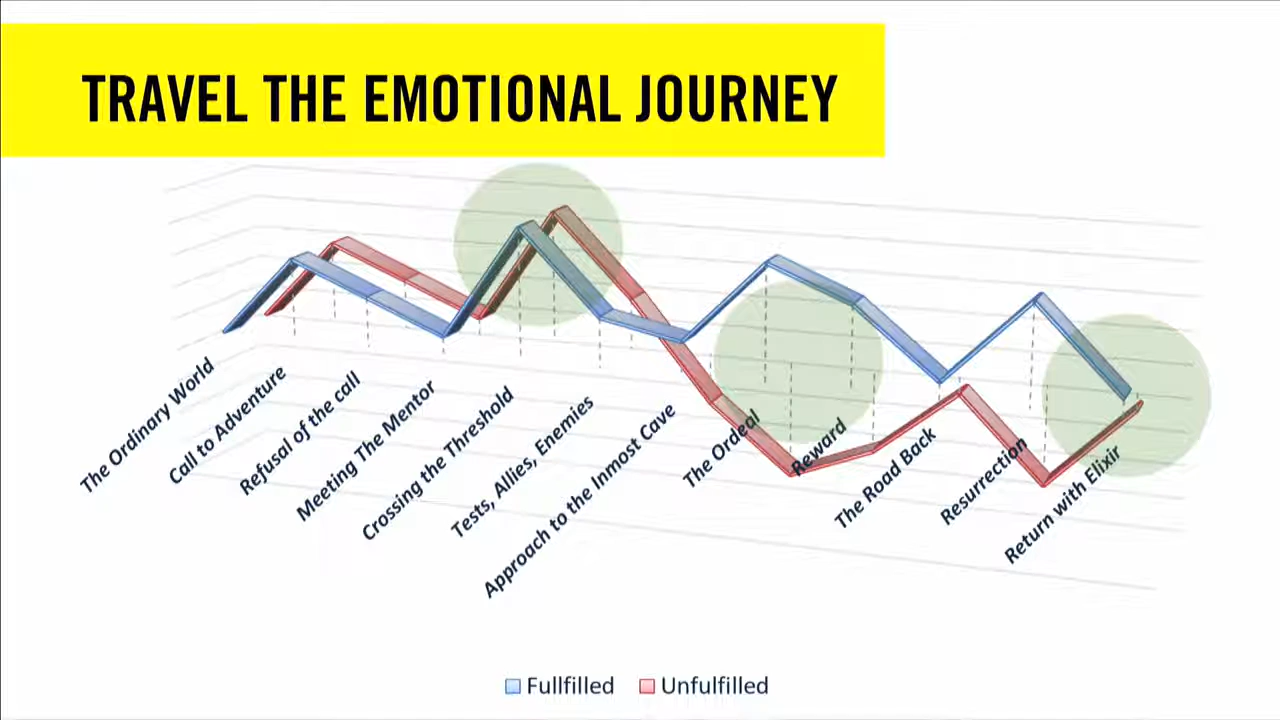 TRAVEL THE EMOTIONAL JOURNEY
The Ordinary World
Call to Adventure
Refusal of the call
Meeting The Mentor
Crossing the Threshold
Tests, Allies, Enemies
Approach to the Inmost Cave
The Ordeal
Reward
The Road Back
Resurrection
Return with Elixir
Fullfilled
Unfulfilled